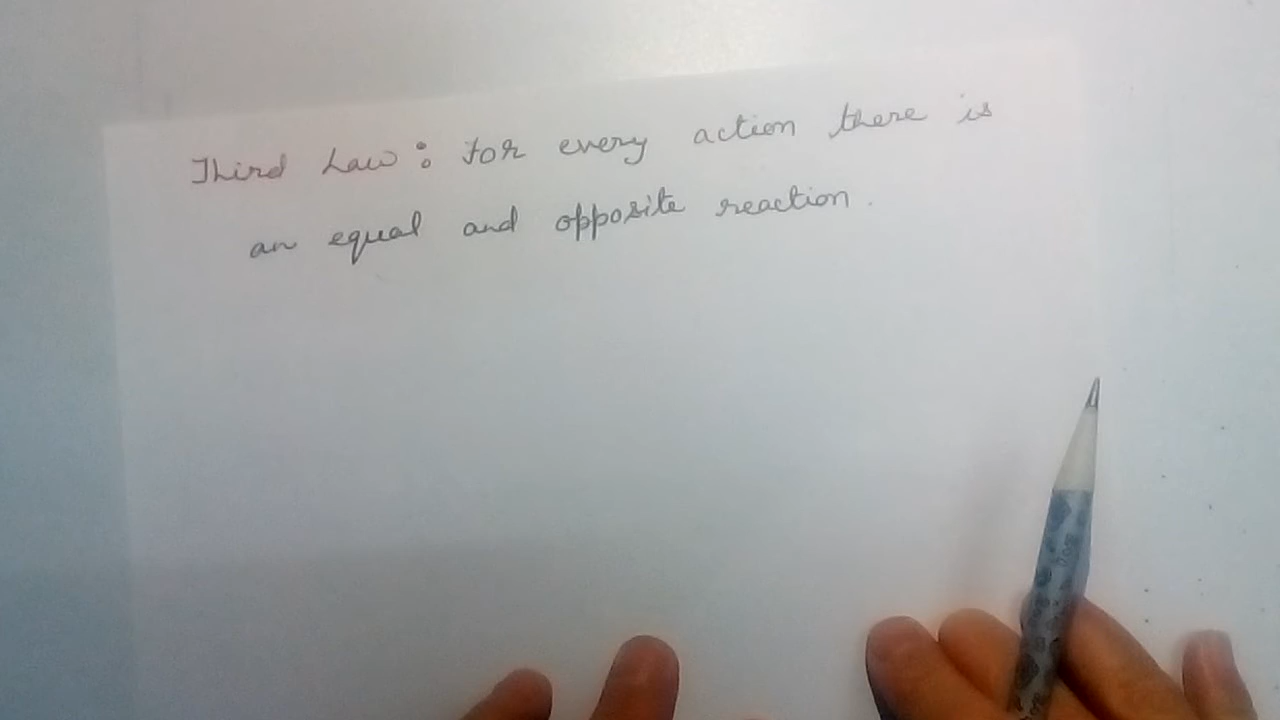 Third Law: For every action there is
an equal and opposite reaction.